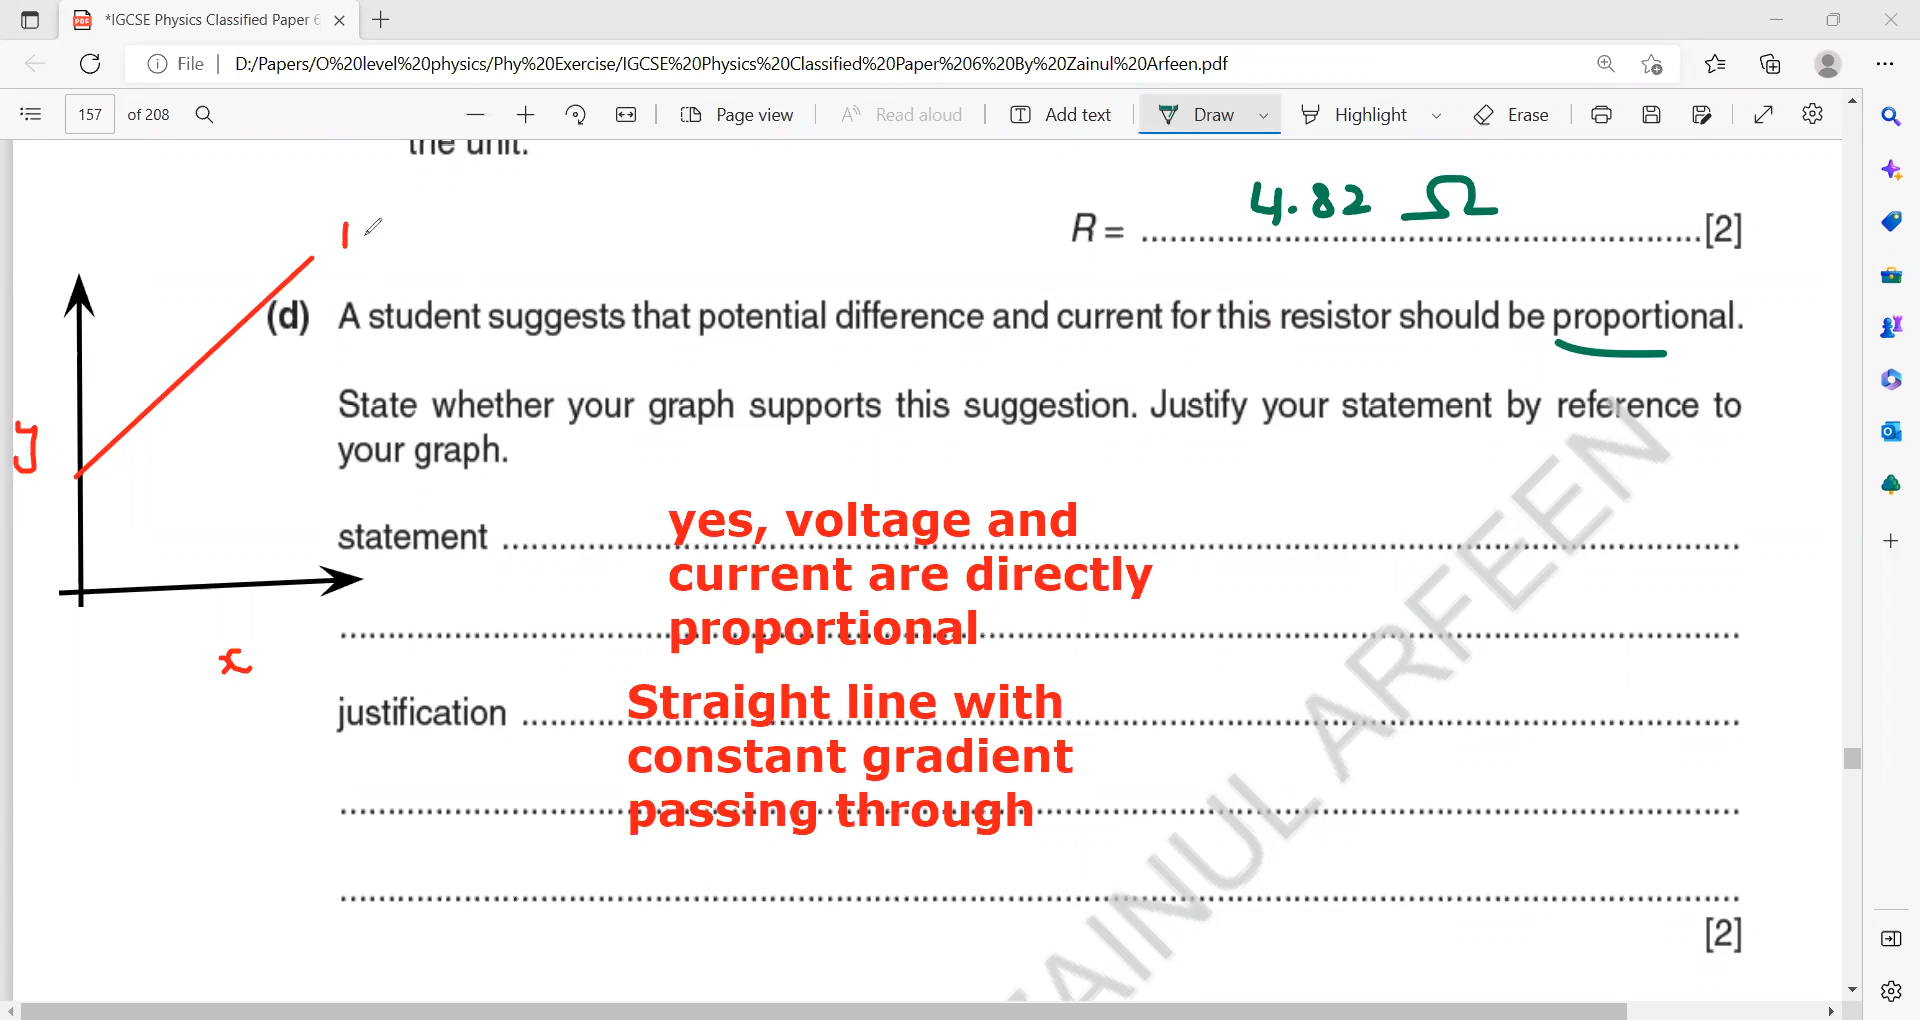 *IGCSE Physics Classified Paper 6
File
D:/Papers/O%20level%20physics/Phy%20Exercise/IGCSE%20Physics%20Classified%20Paper%206%20By%20Zainul%20Arfeen.pdf
157 of 208
Page view
Read aloud
Add text
Draw
Highlight
Erase
the unit.
R = 4.82 Ω [2]
(d) A student suggests that potential difference and current for this resistor should be proportional.
State whether your graph supports this suggestion. Justify your statement by reference to
your graph.
y
x
statement yes, voltage and
current are directly
proportional
justification Straight line with
constant gradient
passing through
[2]
ZAINUL ARFEEN